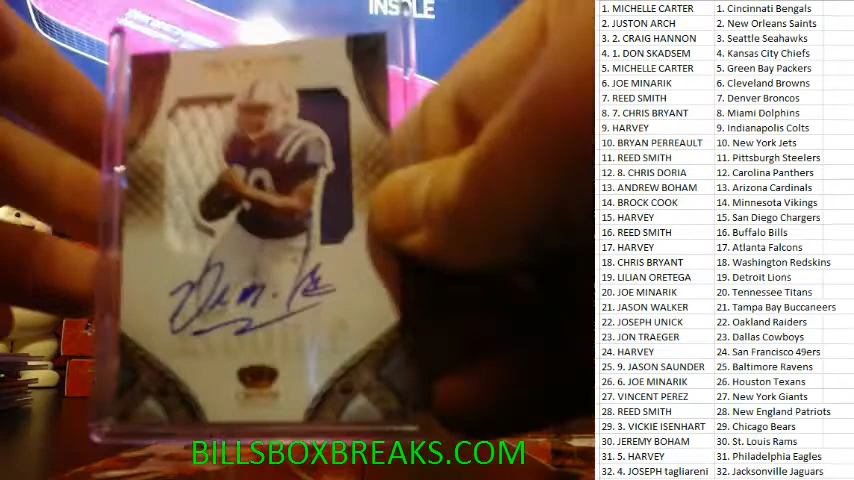 INSOLE
BILLSBOXBREAKS.COM
1. MICHELLE CARTER 1. Cincinnati Bengals
2. JUSTON ARCH 2. New Orleans Saints
3. 2. CRAIG HANNON 3. Seattle Seahawks
4. 1. DON SKADSEM 4. Kansas City Chiefs
5. MICHELLE CARTER 5. Green Bay Packers
6. JOE MINARIK 6. Cleveland Browns
7. REED SMITH 7. Denver Broncos
8. 7. CHRIS BRYANT 8. Miami Dolphins
9. HARVEY 9. Indianapolis Colts
10. BRYAN PERREAULT 10. New York Jets
11. REED SMITH 11. Pittsburgh Steelers
12. 8. CHRIS DORIA 12. Carolina Panthers
13. ANDREW BOHAM 13. Arizona Cardinals
14. BROCK COOK 14. Minnesota Vikings
15. HARVEY 15. San Diego Chargers
16. REED SMITH 16. Buffalo Bills
17. HARVEY 17. Atlanta Falcons
18. CHRIS BRYANT 18. Washington Redskins
19. LILIAN ORETEGA 19. Detroit Lions
20. JOE MINARIK 20. Tennessee Titans
21. JASON WALKER 21. Tampa Bay Buccaneers
22. JOSEPH UNICK 22. Oakland Raiders
23. JON TRAEGER 23. Dallas Cowboys
24. HARVEY 24. San Francisco 49ers
25. 9. JASON SAUNDER 25. Baltimore Ravens
26. 6. JOE MINARIK 26. Houston Texans
27. VINCENT PEREZ 27. New York Giants
28. REED SMITH 28. New England Patriots
29. 3. VICKIE ISENHART 29. Chicago Bears
30. JEREMY BOHAM 30. St. Louis Rams
31. 5. HARVEY 31. Philadelphia Eagles
32. 4. JOSEPH tagliareni 32. Jacksonville Jaguars